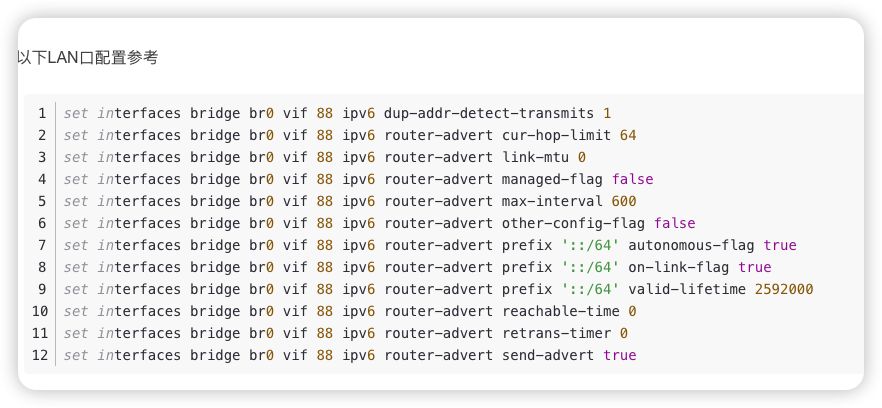 以下LAN口配置参考
1 set interfaces bridge br0 vif 88 ipv6 dup-addr-detect-transmits 1
2 set interfaces bridge br0 vif 88 ipv6 router-advert cur-hop-limit 64
3 set interfaces bridge br0 vif 88 ipv6 router-advert link-mtu 0
4 set interfaces bridge br0 vif 88 ipv6 router-advert managed-flag false
5 set interfaces bridge br0 vif 88 ipv6 router-advert max-interval 600
6 set interfaces bridge br0 vif 88 ipv6 router-advert other-config-flag false
7 set interfaces bridge br0 vif 88 ipv6 router-advert prefix '::/64' autonomous-flag true
8 set interfaces bridge br0 vif 88 ipv6 router-advert prefix '::/64' on-link-flag true
9 set interfaces bridge br0 vif 88 ipv6 router-advert prefix '::/64' valid-lifetime 2592000
10 set interfaces bridge br0 vif 88 ipv6 router-advert reachable-time 0
11 set interfaces bridge br0 vif 88 ipv6 router-advert retrans-timer 0
12 set interfaces bridge br0 vif 88 ipv6 router-advert send-advert true